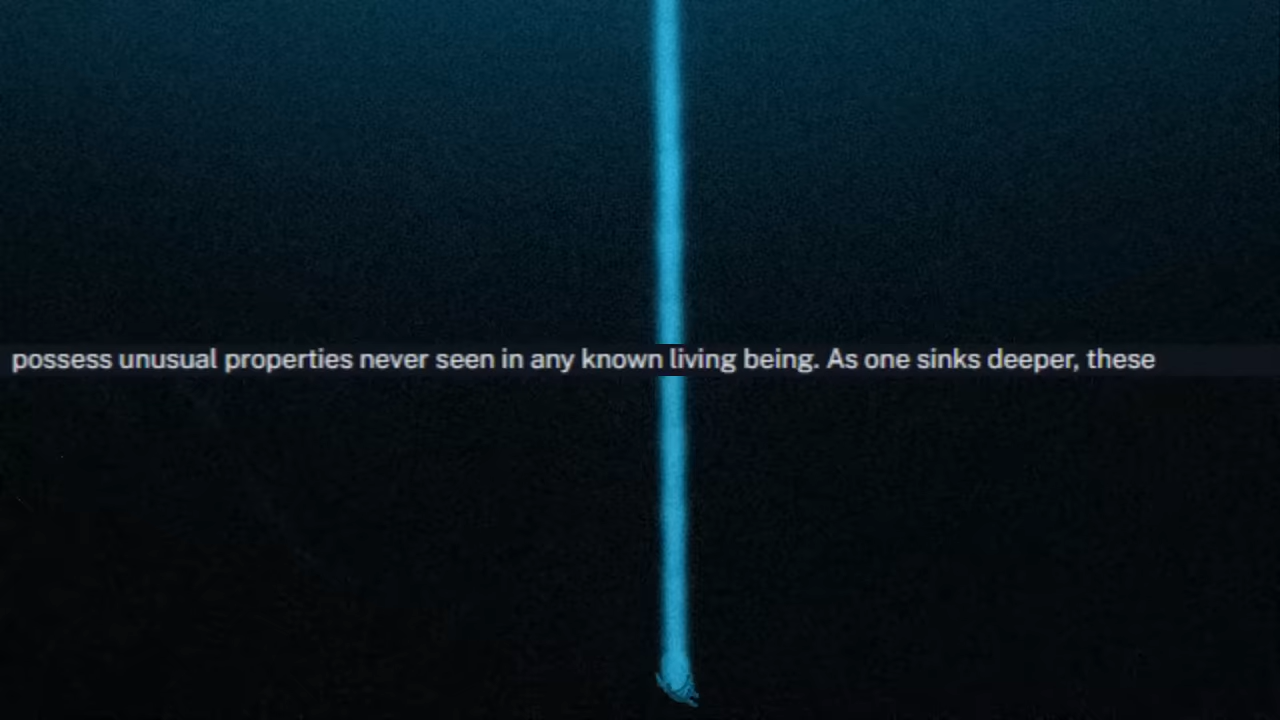 possess unusual properties never seen in any known living being. As one sinks deeper, these